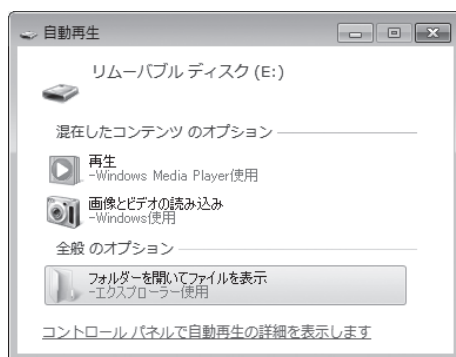 自動再生
リムーバブル ディスク (E:)
混在したコンテンツ のオプション
再生
-Windows Media Player使用
画像とビデオの読み込み
-Windows使用
全般 のオプション
フォルダーを開いてファイルを表示
-エクスプローラー使用
コントロール パネルで自動再生の詳細を表示します